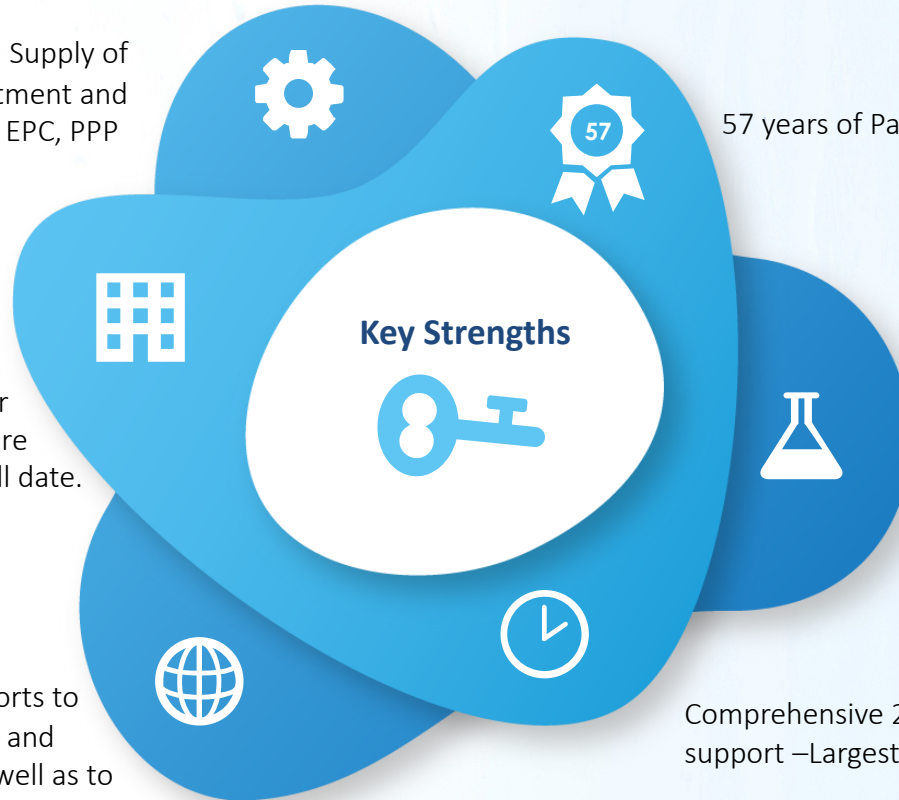 Supply of
tment and
EPC, PPP
57
57 years of Pa
Key Strengths
r
re
ll date.
orts to
and
well as to
Comprehensive 2
support –Largest